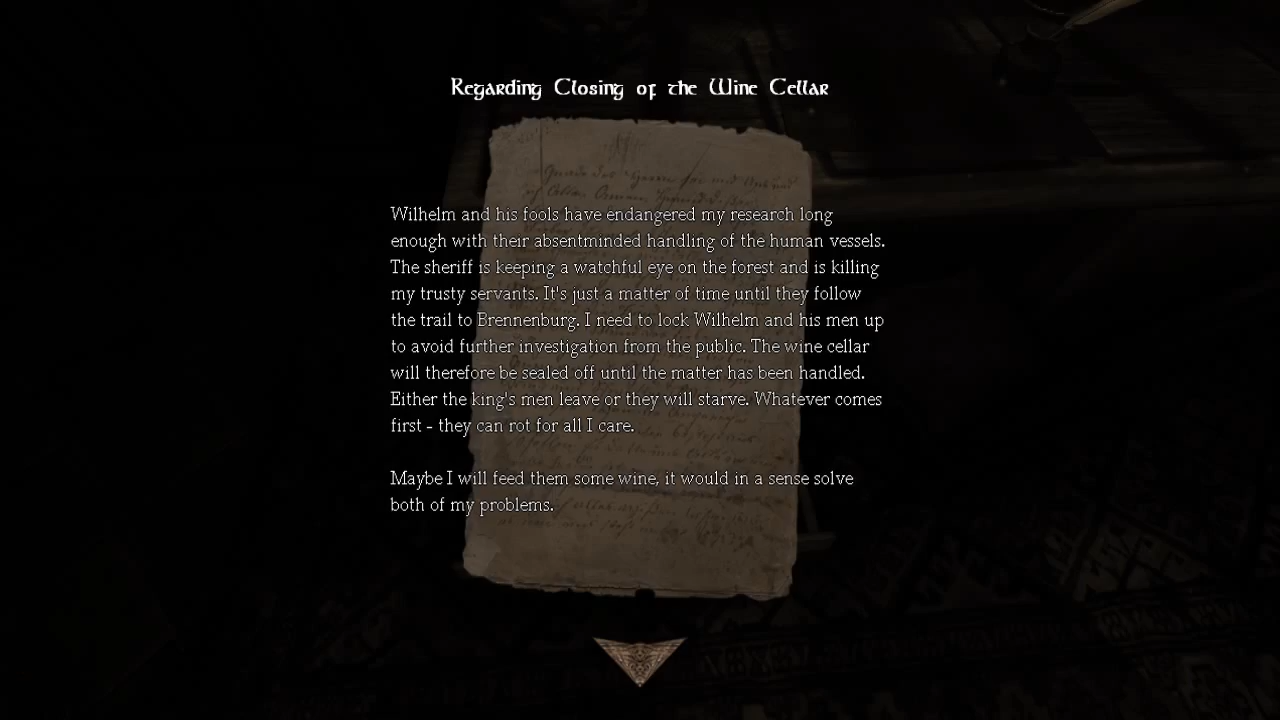 Regarding Closing of the Wine Cellar
Wilhelm and his fools have endangered my research long
enough with their absentminded handling of the human vessels.
The sheriff is keeping a watchful eye on the forest and is killing
my trusty servants. It's just a matter of time until they follow
the trail to Brennenburg. I need to lock Wilhelm and his men up
to avoid further investigation from the public. The wine cellar
will therefore be sealed off until the matter has been handled.
Either the king's men leave or they will starve. Whatever comes
first - they can rot for all I care.
Maybe I will feed them some wine, it would in a sense solve
both of my problems.